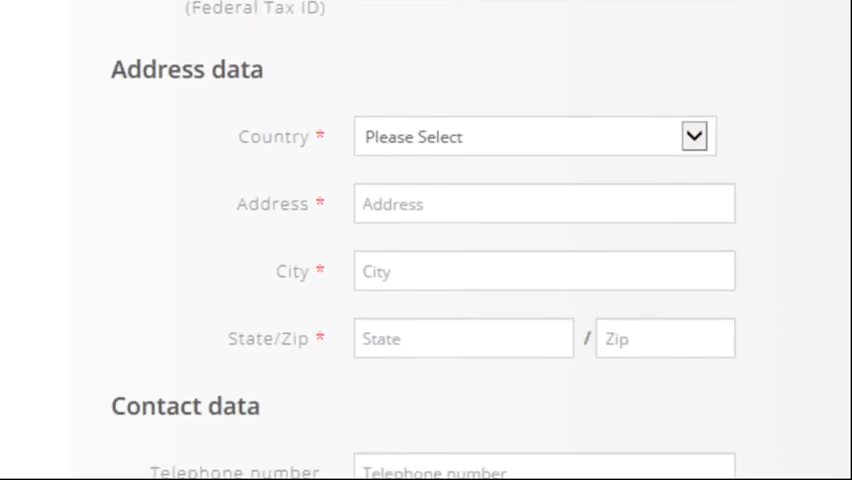 (Federal Tax ID)
Address data
Country * Please Select
Address * Address
City * City
State/Zip * State / Zip
Contact data
Telephone number Telephone number